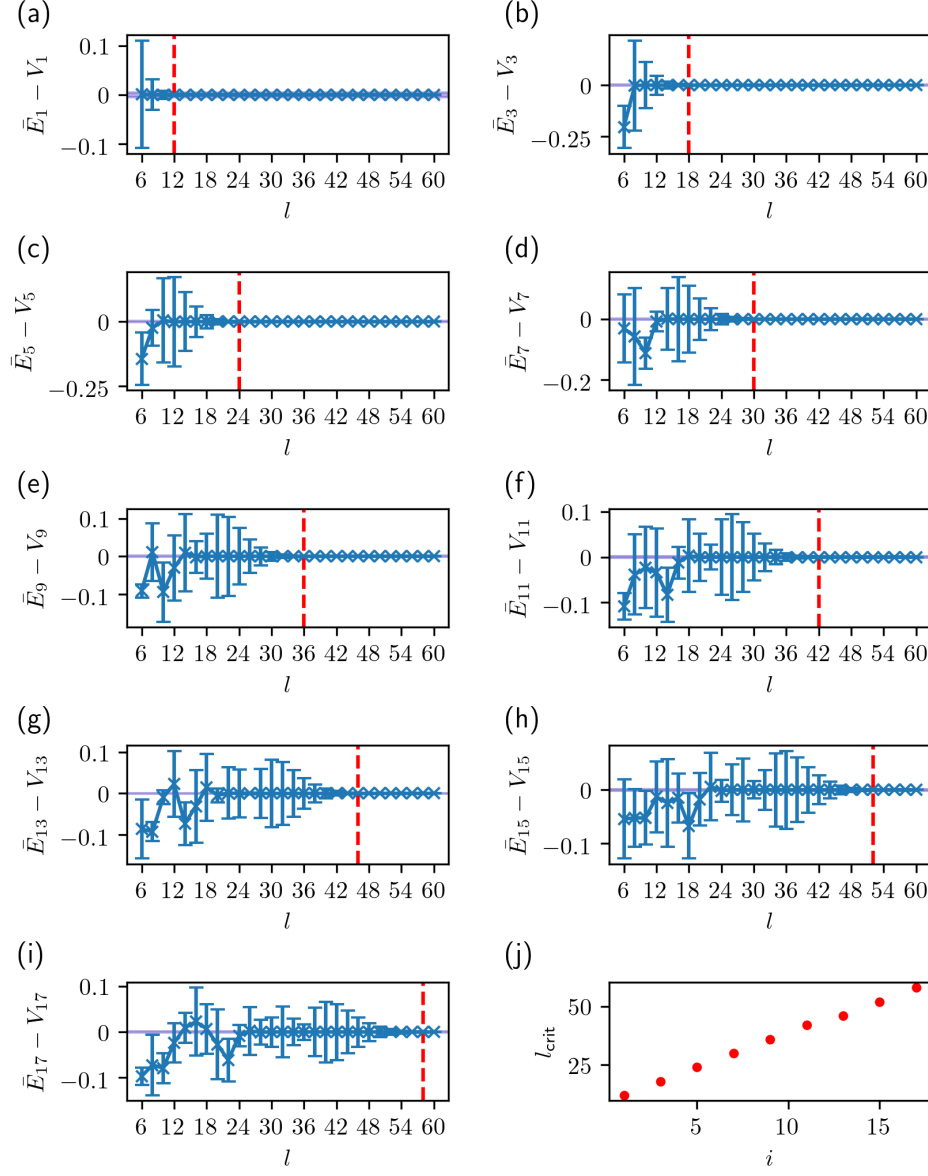 (a)
0.1
0
−0.1
Ē₁ − V₁
6 12 18 24 30 36 42 48 54 60
l
(b)
0
−0.25
Ē₃ − V₃
6 12 18 24 30 36 42 48 54 60
l
(c)
0
−0.25
Ē₅ − V₅
6 12 18 24 30 36 42 48 54 60
l
(d)
0
−0.2
Ē₇ − V₇
6 12 18 24 30 36 42 48 54 60
l
(e)
0.1
0
−0.1
Ē₉ − V₉
6 12 18 24 30 36 42 48 54 60
l
(f)
0.1
0
−0.1
Ē₁₁ − V₁₁
6 12 18 24 30 36 42 48 54 60
l
(g)
0.1
0
−0.1
Ē₁₃ − V₁₃
6 12 18 24 30 36 42 48 54 60
l
(h)
0
−0.1
Ē₁₅ − V₁₅
6 12 18 24 30 36 42 48 54 60
l
(i)
0.1
0
−0.1
Ē₁₇ − V₁₇
6 12 18 24 30 36 42 48 54 60
l
(j)
50
25
l_crit
5 10 15
i